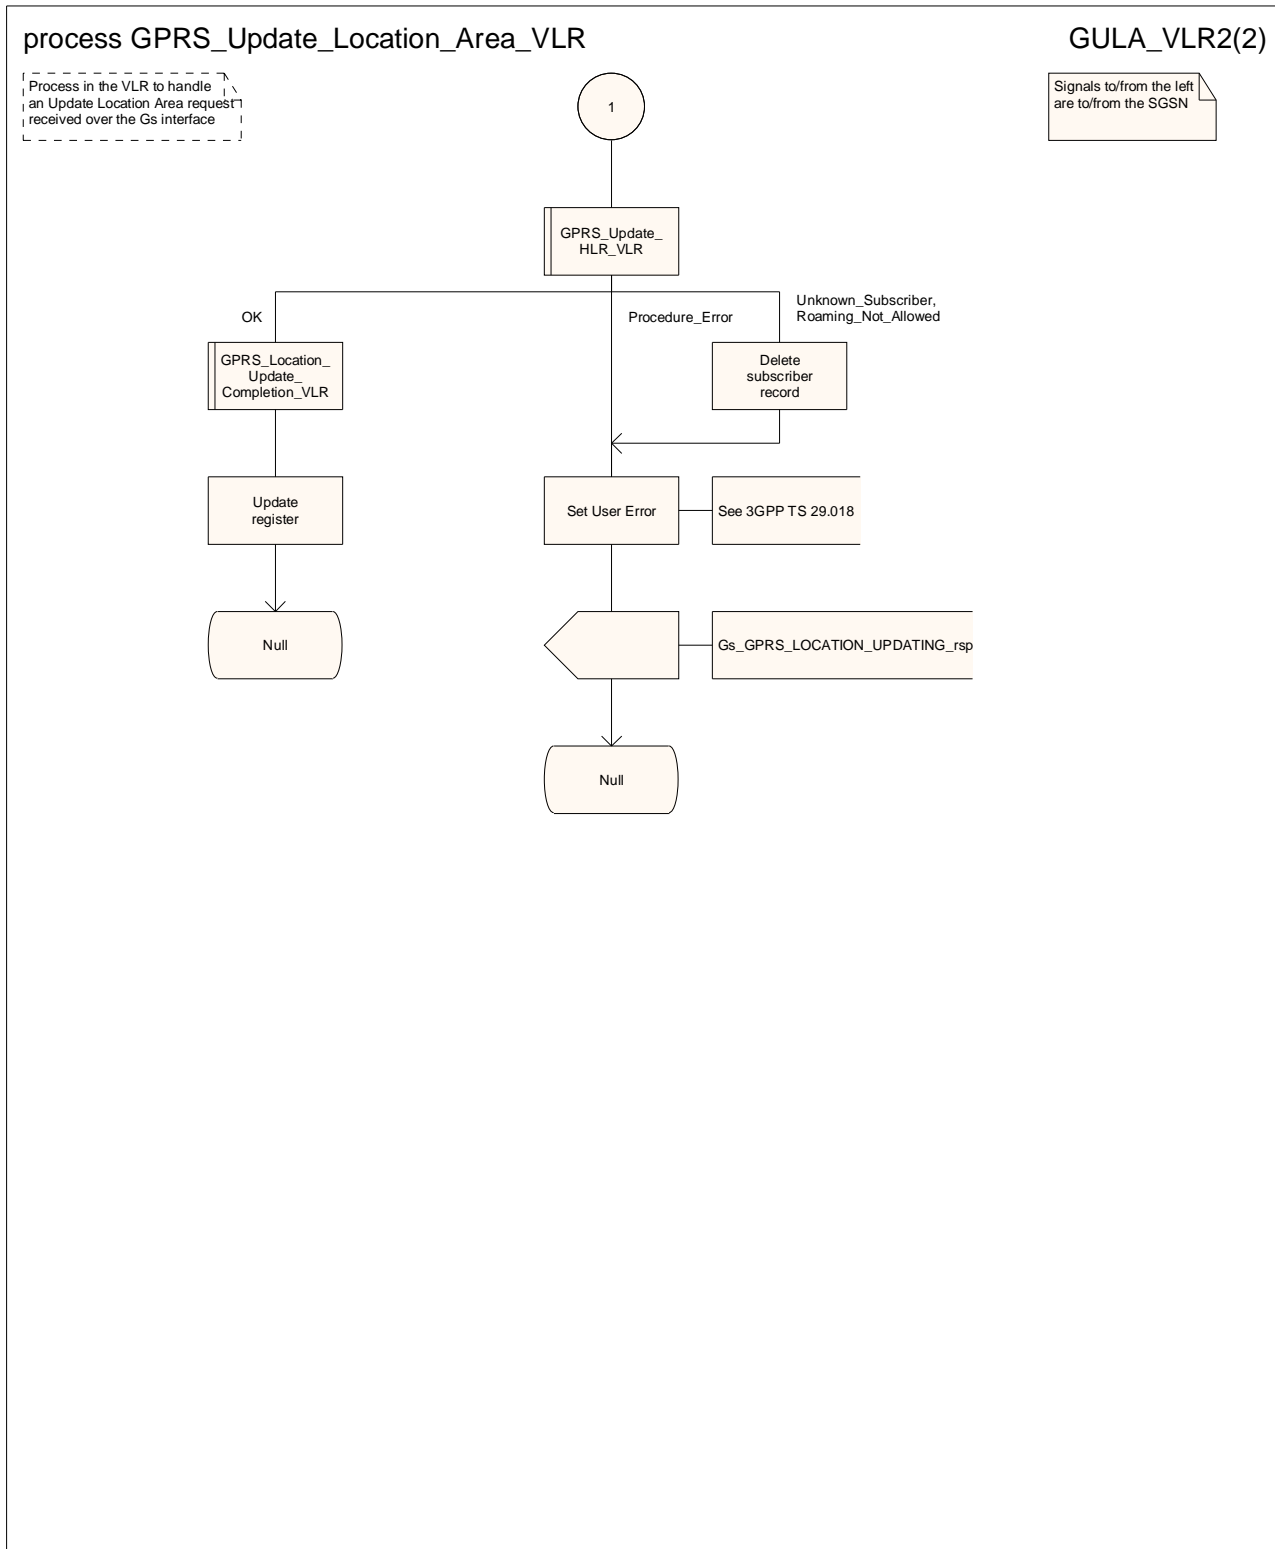 process GPRS_Update_Location_Area_VLR
GULA_VLR2(2)
Process in the VLR to handle
an Update Location Area request
received over the Gs interface
Signals to/from the left
are to/from the SGSN
1
GPRS_Update_
HLR_VLR
OK
Procedure_Error
Unknown_Subscriber,
Roaming_Not_Allowed
GPRS_Location_
Update_
Completion_VLR
Delete
subscriber
record
Update
register
Set User Error
See 3GPP TS 29.018
Null
Gs_GPRS_LOCATION_UPDATING_rsp
Null